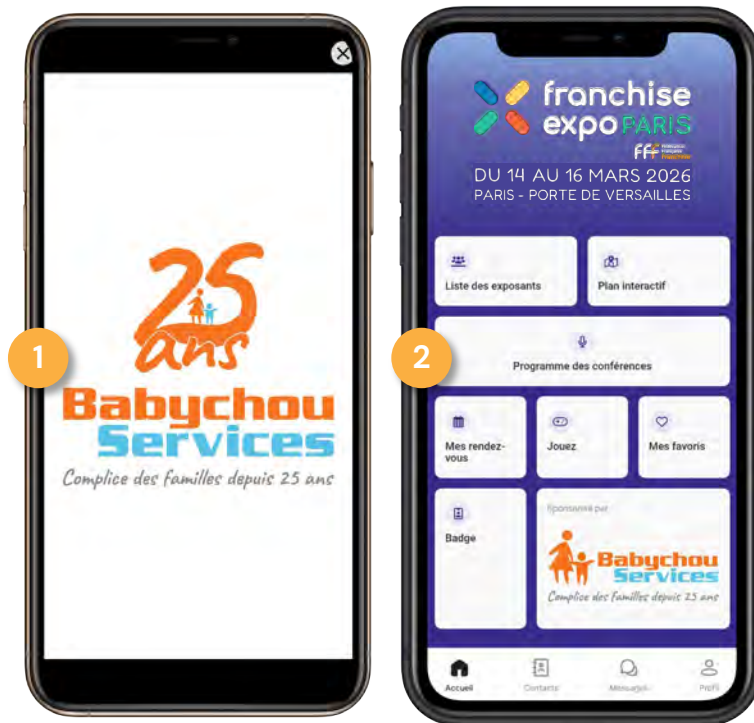 1
25
ans
Babychou
Services
Complice des familles depuis 25 ans
2
franchise
expo PARIS
fff
DU 14 AU 16 MARS 2026
PARIS - PORTE DE VERSAILLES
Liste des exposants
Plan interactif
Programme des conférences
Mes rendez-
vous
Jouez
Mes favoris
Badge
Sponsorisé par
Babychou
Services
Complice des familles depuis 25 ans
Accueil
Contacts
Profil